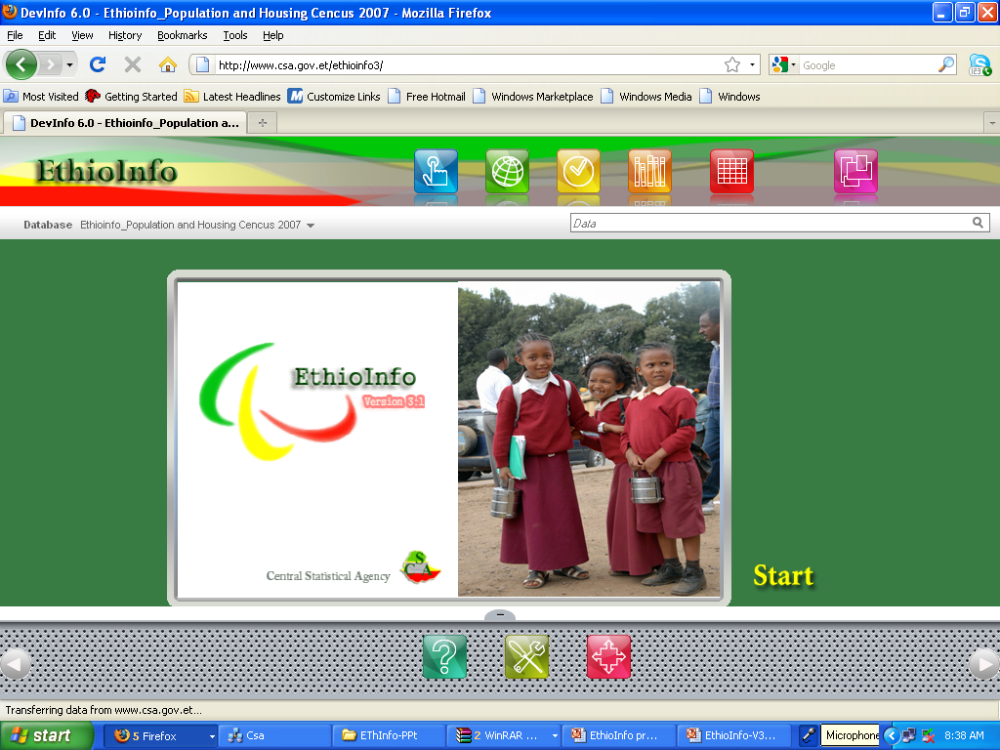 DevInfo 6.0 - Ethioinfo_Population and Housing Cencus 2007 - Mozilla Firefox
File Edit View History Bookmarks Tools Help
http://www.csa.gov.et/ethioinfo3/
Google
123
Most Visited Getting Started Latest Headlines Customize Links Free Hotmail Windows Marketplace Windows Media Windows
DevInfo 6.0 - Ethioinfo_Population a...
EthioInfo
Database Ethioinfo_Population and Housing Cencus 2007
Data
EthioInfo
Version 3:1
Central Statistical Agency
CSA
Start
Transferring data from www.csa.gov.et...
start 5 Firefox Csa EThInfo-PPt 2 WinRAR ... EthioInfo pr... EthioInfo-V3... Microphone 8:38 AM